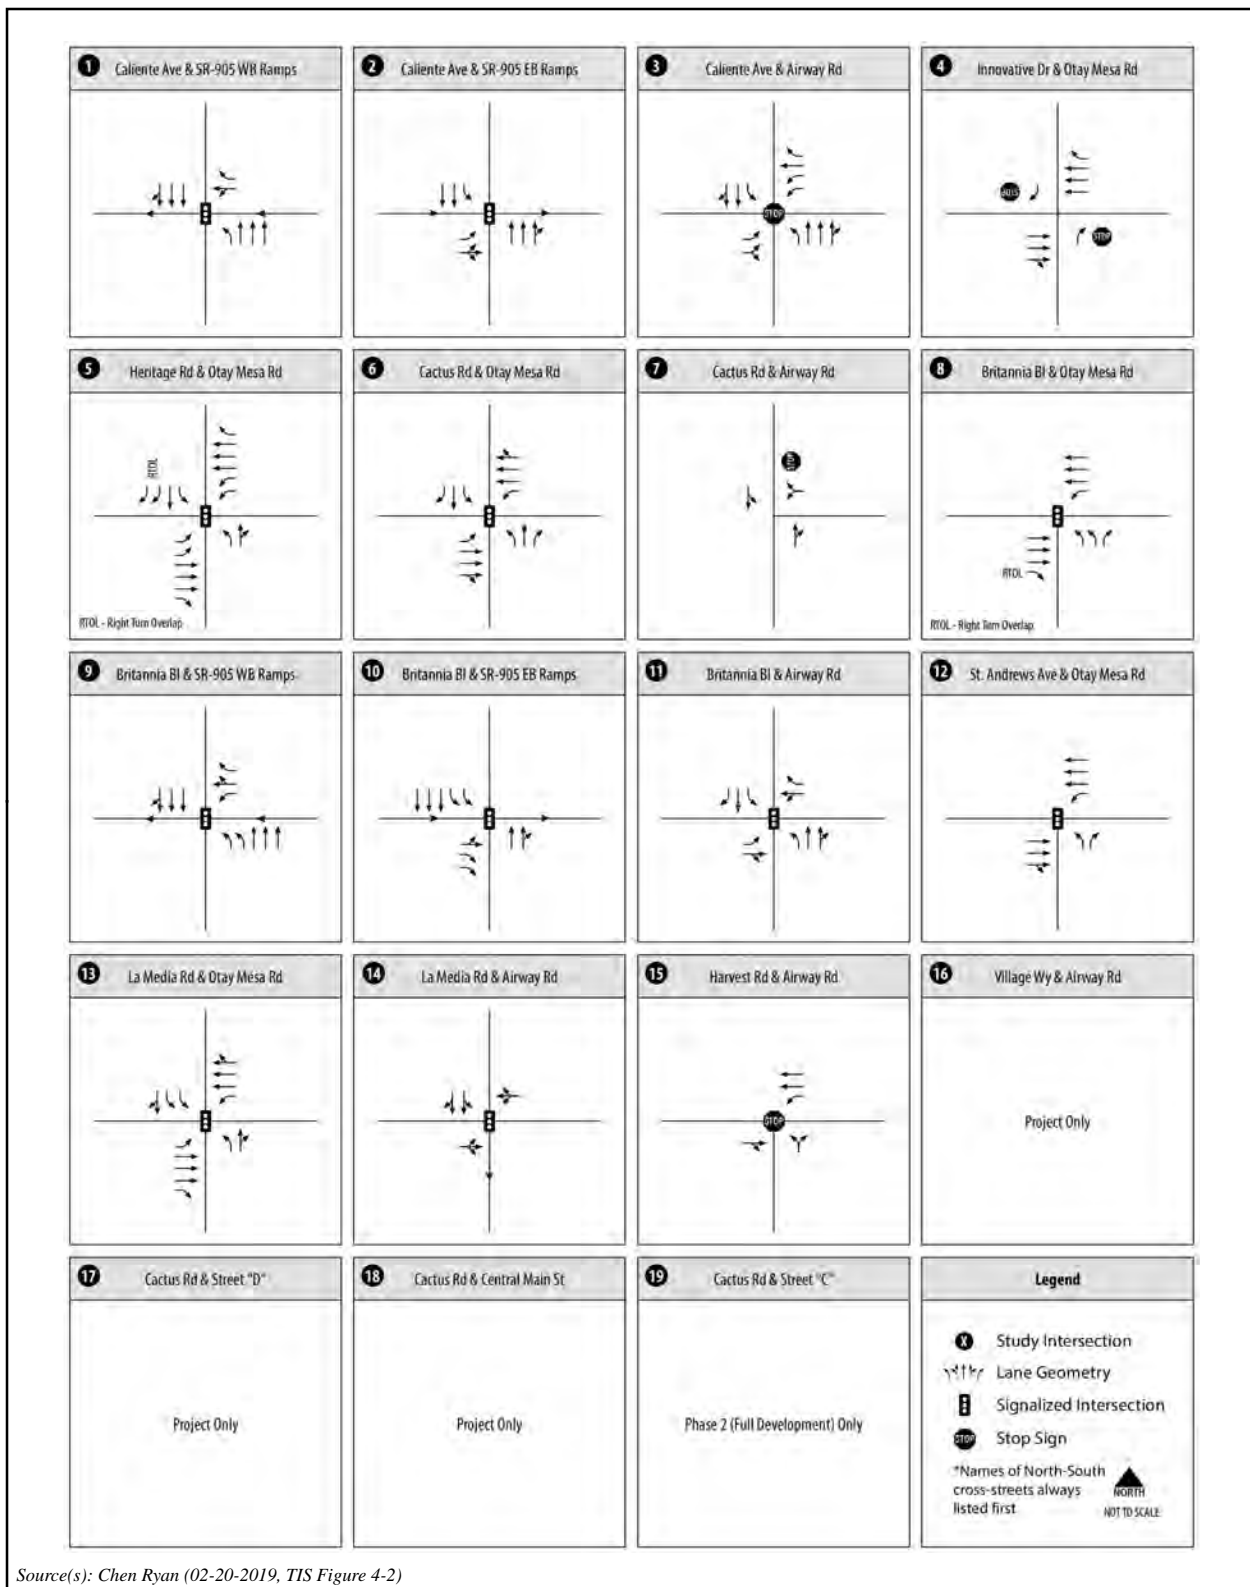 1 Caliente Ave & SR-905 WB Ramps
2 Caliente Ave & SR-905 EB Ramps
3 Caliente Ave & Airway Rd
STOP
4 Innovative Dr & Otay Mesa Rd
STOP
STOP
5 Heritage Rd & Otay Mesa Rd
RTOL
RTOL - Right Turn Overlap
6 Cactus Rd & Otay Mesa Rd
7 Cactus Rd & Airway Rd
STOP
8 Britannia Bl & Otay Mesa Rd
RTOL
RTOL - Right Turn Overlap
9 Britannia Bl & SR-905 WB Ramps
10 Britannia Bl & SR-905 EB Ramps
11 Britannia Bl & Airway Rd
12 St. Andrews Ave & Otay Mesa Rd
13 La Media Rd & Otay Mesa Rd
14 La Media Rd & Airway Rd
15 Harvest Rd & Airway Rd
STOP
16 Village Wy & Airway Rd
Project Only
17 Cactus Rd & Street "D"
Project Only
18 Cactus Rd & Central Main St
Project Only
19 Cactus Rd & Street "C"
Phase 2 (Full Development) Only
Legend
X Study Intersection
Lane Geometry
Signalized Intersection
STOP Stop Sign
*Names of North-South
cross-streets always
listed first
NORTH
NOT TO SCALE
Source(s): Chen Ryan (02-20-2019, TIS Figure 4-2)